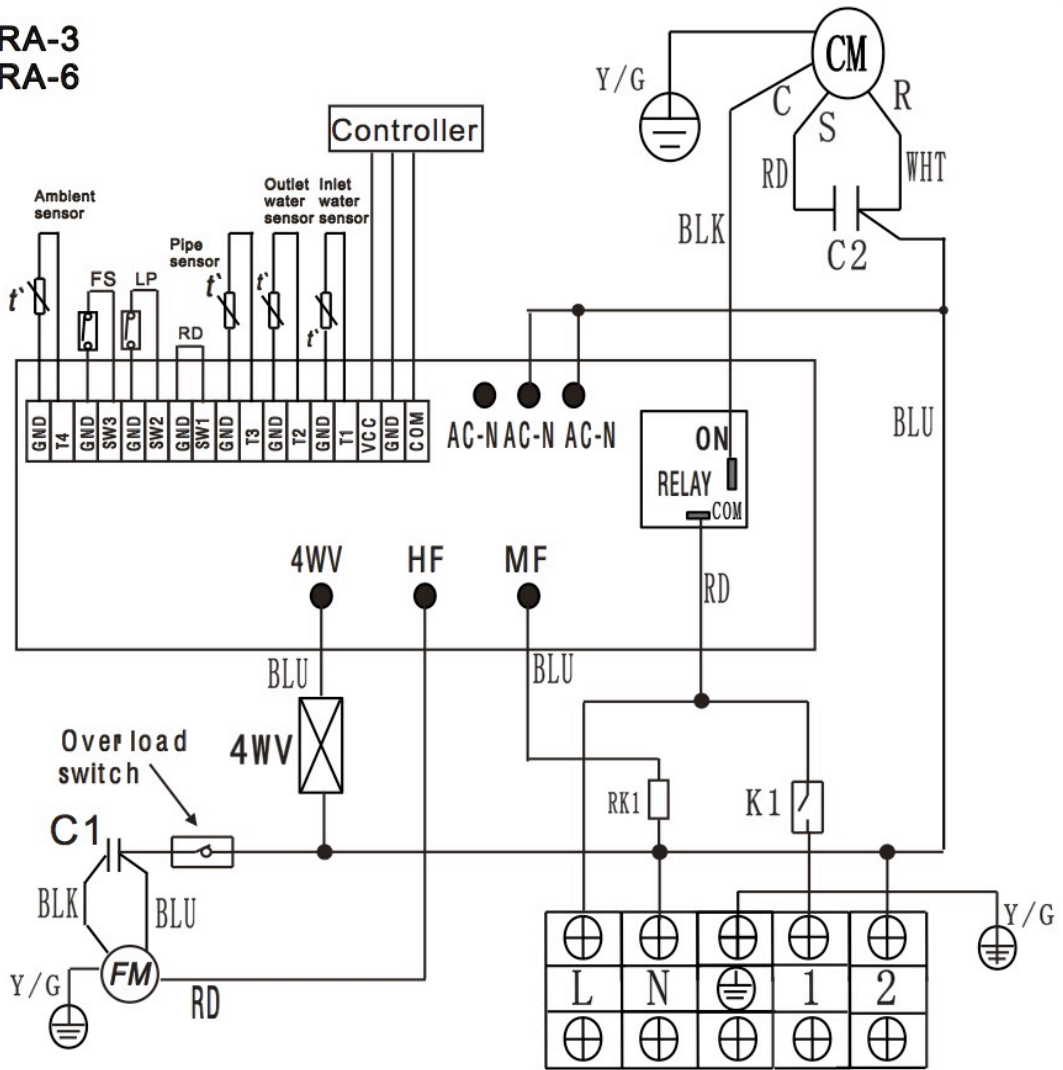 RA-3
RA-6
Controller
CM
Y/G
C
S
R
RD
WHT
C2
BLK
BLU
Ambient
sensor
Outlet
water
sensor
Inlet
water
sensor
Pipe
sensor
FS
LP
RD
t`
t`
t`
t`
GND
T4
GND
SW3
GND
SW2
GND
SW1
GND
T3
GND
T2
GND
T1
VCC
GND
COM
AC-N AC-N AC-N
ON
RELAY
COM
4WV
HF
MF
RD
BLU
BLU
Overload
switch
4WV
RK1
K1
C1
BLK
BLU
FM
Y/G
RD
Y/G
L
N
1
2